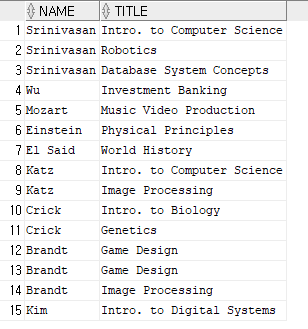 NAME TITLE
1 Srinivasan Intro. to Computer Science
2 Srinivasan Robotics
3 Srinivasan Database System Concepts
4 Wu Investment Banking
5 Mozart Music Video Production
6 Einstein Physical Principles
7 El Said World History
8 Katz Intro. to Computer Science
9 Katz Image Processing
10 Crick Intro. to Biology
11 Crick Genetics
12 Brandt Game Design
13 Brandt Game Design
14 Brandt Image Processing
15 Kim Intro. to Digital Systems